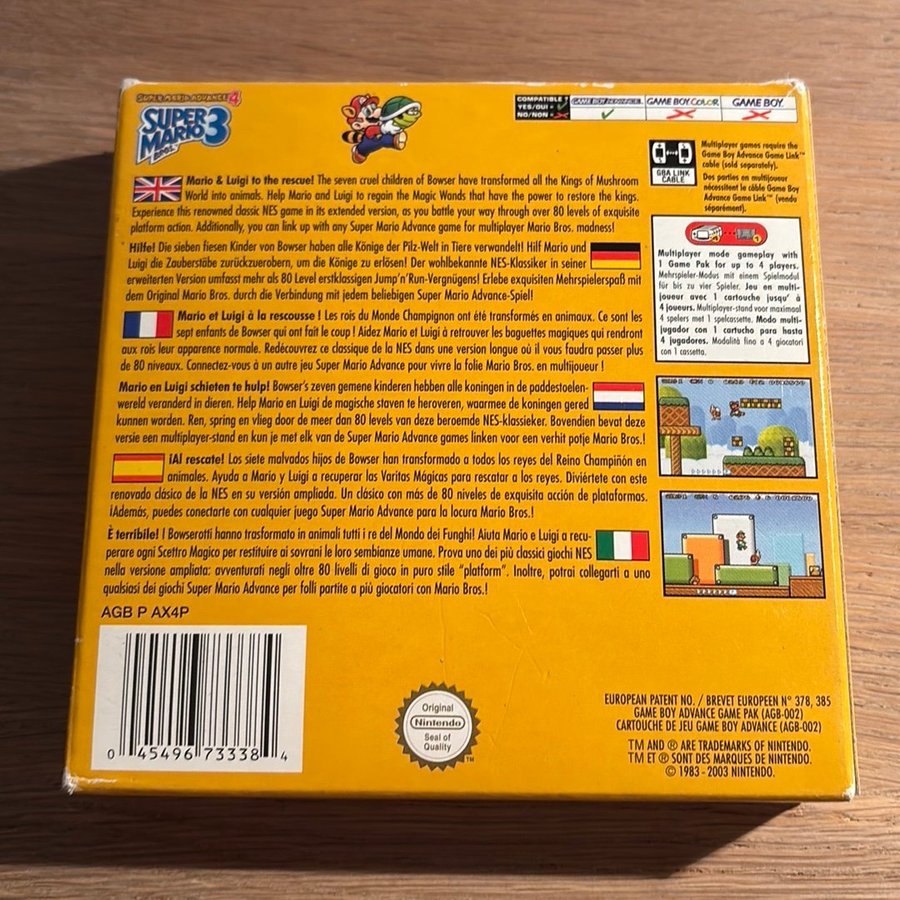 SUPER MARIO ADVANCE 4
SUPER
MARIO 3
BROS.
COMPATIBLE ?
YES/OUI =
NO/NON =
GAME BOY ADVANCE
GAME BOY COLOR
GAME BOY
GBA LINK
CABLE
Multiplayer games require the
Game Boy Advance Game Link™
cable (sold separately).
Des parties en multijoueur
nécessitent le câble Game Boy
Advance Game Link™ (vendu
séparément).
Mario & Luigi to the rescue! The seven cruel children of Bowser have transformed all the Kings of Mushroom
World into animals. Help Mario and Luigi to regain the Magic Wands that have the power to restore the kings.
Experience this renowned classic NES game in its extended version, as you battle your way through over 80 levels of exquisite
platform action. Additionally, you can link up with any Super Mario Advance game for multiplayer Mario Bros. madness!
Hilfe! Die sieben fiesen Kinder von Bowser haben alle Könige der Pilz-Welt in Tiere verwandelt! Hilf Mario und
Luigi die Zauberstäbe zurückzuerobern, um die Könige zu erlösen! Der wohlbekannte NES-Klassiker in seiner
erweiterten Version umfasst mehr als 80 Level erstklassigen Jump'n'Run-Vergnügens! Erlebe exquisiten Mehrspielerspaß mit
dem Original Mario Bros. durch die Verbindung mit jedem beliebigen Super Mario Advance-Spiel!
Mario et Luigi à la rescousse ! Les rois du Monde Champignon ont été transformés en animaux. Ce sont les
sept enfants de Bowser qui ont fait le coup ! Aidez Mario et Luigi à retrouver les baguettes magiques qui rendront
aux rois leur apparence normale. Redécouvrez ce classique de la NES dans une version longue où il vous faudra passer plus
de 80 niveaux. Connectez-vous à un autre jeu Super Mario Advance pour vivre la folie Mario Bros. en multijoueur !
Mario en Luigi schieten te hulp! Bowser's zeven gemene kinderen hebben alle koningen in de paddestoelen-
wereld veranderd in dieren. Help Mario en Luigi de magische staven te heroveren, waarmee de koningen gered
kunnen worden. Ren, spring en vlieg door de meer dan 80 levels van deze beroemde NES-klassieker. Bovendien bevat deze
versie een multiplayer-stand en kun je met elk van de Super Mario Advance games linken voor een verhit potje Mario Bros.!
¡Al rescate! Los siete malvados hijos de Bowser han transformado a todos los reyes del Reino Champiñón en
animales. Ayuda a Mario y Luigi a recuperar las Varitas Mágicas para rescatar a los reyes. Diviértete con este
renovado clásico de la NES en su versión ampliada. Un clásico con más de 80 niveles de exquisita acción de plataformas.
¡Además, puedes conectarte con cualquier juego Super Mario Advance para la locura Mario Bros.!
È terribile! I Bowserotti hanno trasformato in animali tutti i re del Mondo dei Funghi! Aiuta Mario e Luigi a recu-
perare ogni Scettro Magico per restituire ai sovrani le loro sembianze umane. Prova uno dei più classici giochi NES
nella versione ampliata: avventurati negli oltre 80 livelli di gioco in puro stile "platform". Inoltre, potrai collegarti a uno
qualsiasi dei giochi Super Mario Advance per folli partite a più giocatori con Mario Bros.!
Multiplayer mode gameplay with
1 Game Pak for up to 4 players.
Mehrspieler-Modus mit einem Spielmodul
für bis zu vier Spieler. Jeu en multi-
joueur avec 1 cartouche jusqu' à
4 joueurs. Multiplayer-stand voor maximaal
4 spelers met 1 spelcassette. Modo multi-
jugador con 1 cartucho para hasta
4 jugadores. Modalità fino a 4 giocatori
con 1 cassetta.
AGB P AX4P
0 45496 73338 4
Original
Nintendo
Seal of
Quality
TM
EUROPEAN PATENT NO. / BREVET EUROPEEN N° 378, 385
GAME BOY ADVANCE GAME PAK (AGB-002)
CARTOUCHE DE JEU GAME BOY ADVANCE (AGB-002)
TM AND ® ARE TRADEMARKS OF NINTENDO.
TM ET ® SONT DES MARQUES DE NINTENDO.
© 1983 - 2003 NINTENDO.